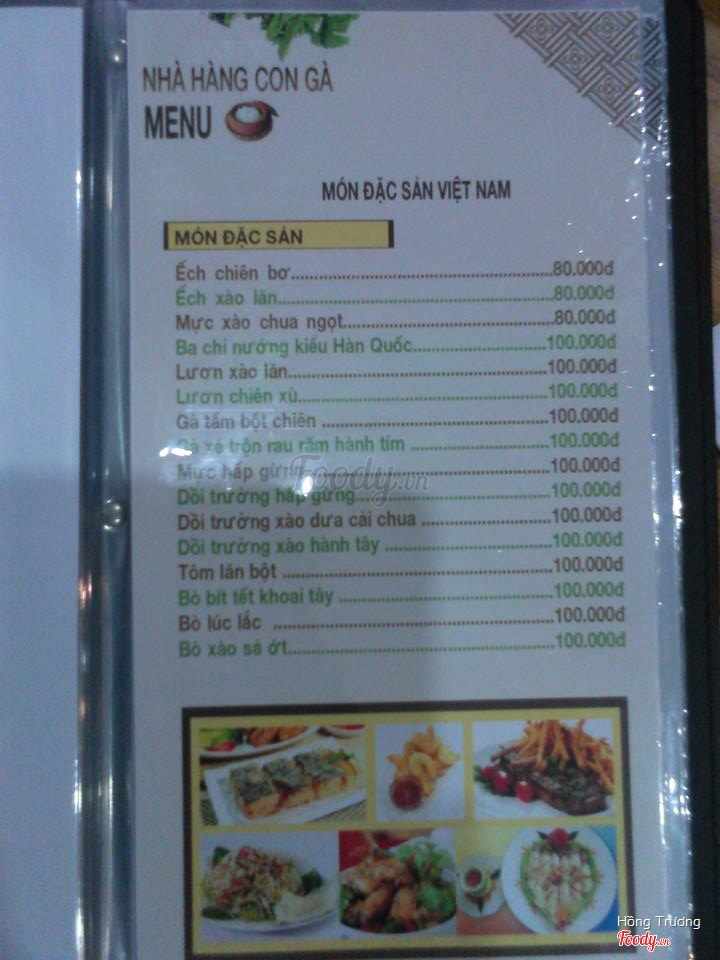 NHÀ HÀNG CON GÀ
MENU
MÓN ĐẶC SẢN VIỆT NAM
MÓN ĐẶC SẢN
Ếch chiên bơ.....................................................80.000đ
Ếch xào lăn........................................................80.000đ
Mực xào chua ngọt...........................................80.000đ
Ba chỉ nướng kiểu Hàn Quốc...........................100.000đ
Lươn xào lăn....................................................100.000đ
Lươn chiên xù..................................................100.000đ
Gà tẩm bột chiên .............................................100.000đ
Gà xé trộn rau răm hành tím ...........................100.000đ
Mực hấp gừng.................................................100.000đ
Dồi trường hấp gừng.......................................100.000đ
Dồi trường xào dưa cải chua ..........................100.000đ
Dồi trường xào hành tây .................................100.000đ
Tôm lăn bột .....................................................100.000đ
Bò bít tết khoai tây ..........................................100.000đ
Bò lúc lắc ........................................................100.000đ
Bò xào sả ớt.....................................................100.000đ
Foody.vn
Hồng Trương
Foody.vn